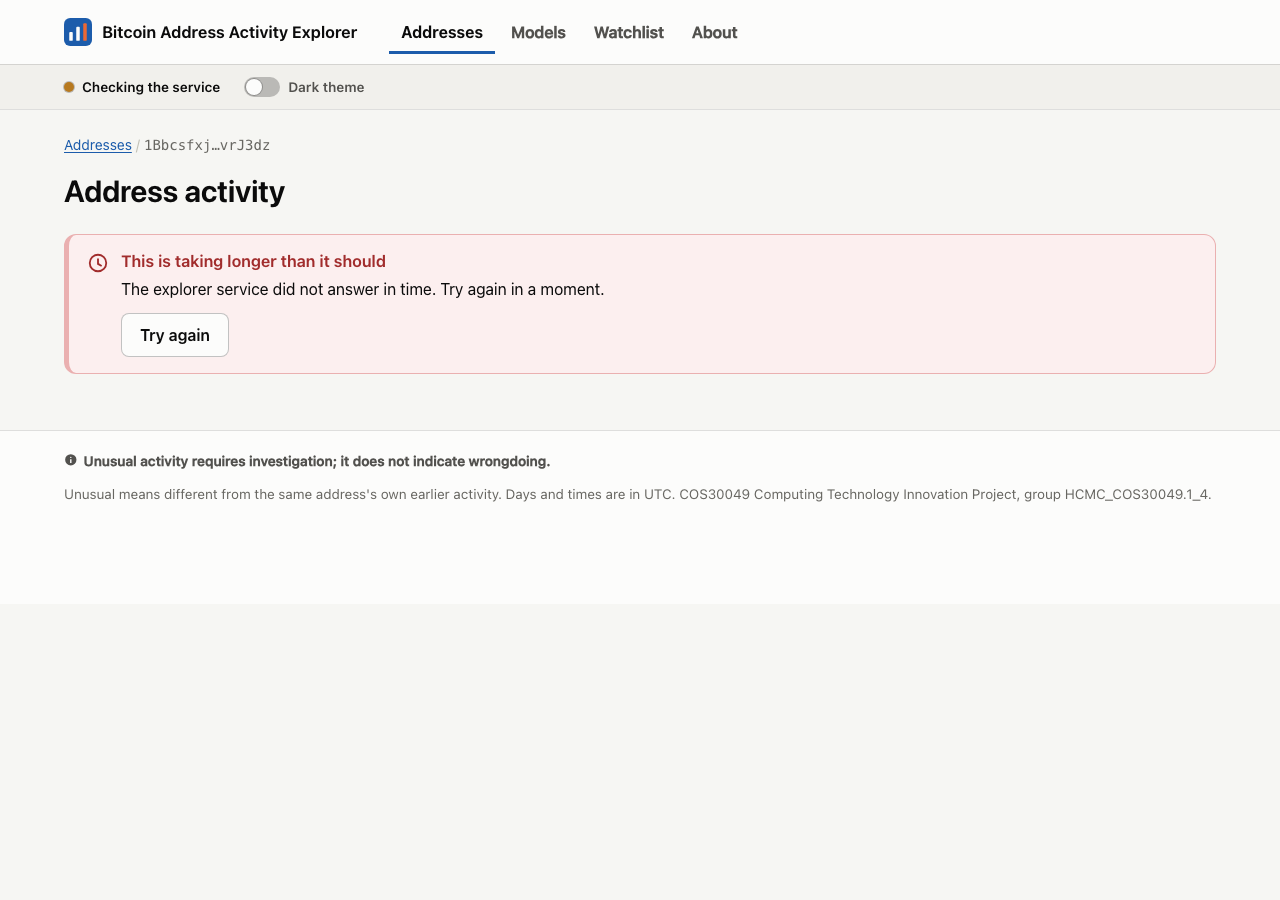 Bitcoin Address Activity Explorer Addresses Models Watchlist About
Checking the service Dark theme
Addresses / 1Bbcsfxj…vrJ3dz
Address activity
This is taking longer than it should
The explorer service did not answer in time. Try again in a moment.
Try again
Unusual activity requires investigation; it does not indicate wrongdoing.
Unusual means different from the same address's own earlier activity. Days and times are in UTC. COS30049 Computing Technology Innovation Project, group HCMC_COS30049.1_4.